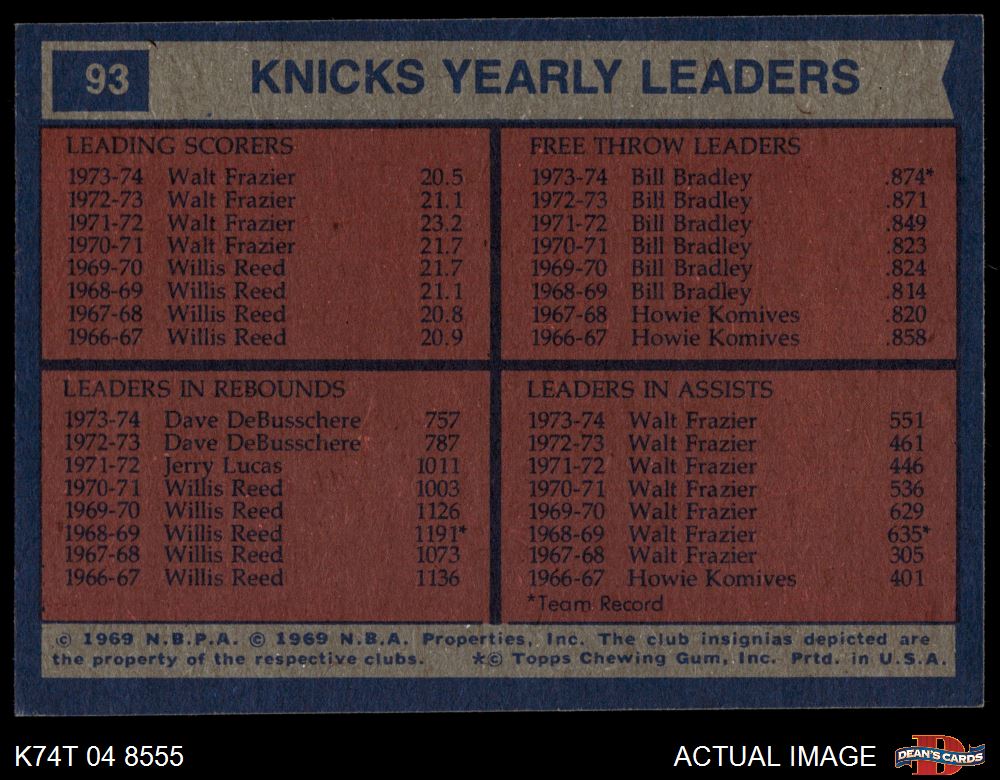 93 KNICKS YEARLY LEADERS
LEADING SCORERS
1973-74 Walt Frazier 20.5
1972-73 Walt Frazier 21.1
1971-72 Walt Frazier 23.2
1970-71 Walt Frazier 21.7
1969-70 Willis Reed 21.7
1968-69 Willis Reed 21.1
1967-68 Willis Reed 20.8
1966-67 Willis Reed 20.9
FREE THROW LEADERS
1973-74 Bill Bradley .874*
1972-73 Bill Bradley .871
1971-72 Bill Bradley .849
1970-71 Bill Bradley .823
1969-70 Bill Bradley .824
1968-69 Bill Bradley .814
1967-68 Howie Komives .820
1966-67 Howie Komives .858
LEADERS IN REBOUNDS
1973-74 Dave DeBusschere 757
1972-73 Dave DeBusschere 787
1971-72 Jerry Lucas 1011
1970-71 Willis Reed 1003
1969-70 Willis Reed 1126
1968-69 Willis Reed 1191*
1967-68 Willis Reed 1073
1966-67 Willis Reed 1136
LEADERS IN ASSISTS
1973-74 Walt Frazier 551
1972-73 Walt Frazier 461
1971-72 Walt Frazier 446
1970-71 Walt Frazier 536
1969-70 Walt Frazier 629
1968-69 Walt Frazier 635*
1967-68 Walt Frazier 305
1966-67 Howie Komives 401
*Team Record
© 1969 N.B.P.A. © 1969 N.B.A. Properties, Inc. The club insignias depicted are
the property of the respective clubs. *© Topps Chewing Gum, Inc. Prtd. in U.S.A.
K74T 04 8555 ACTUAL IMAGE
D
DEAN'S CARDS